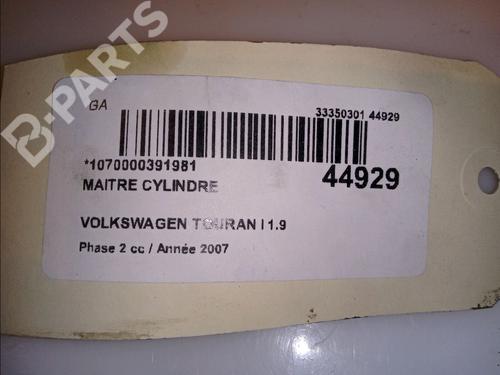 B-PARTS
GA
33350301 44929
*1070000391981
44929
MAITRE CYLINDRE
VOLKSWAGEN TOURAN I 1.9
Phase 2 cc / Année 2007